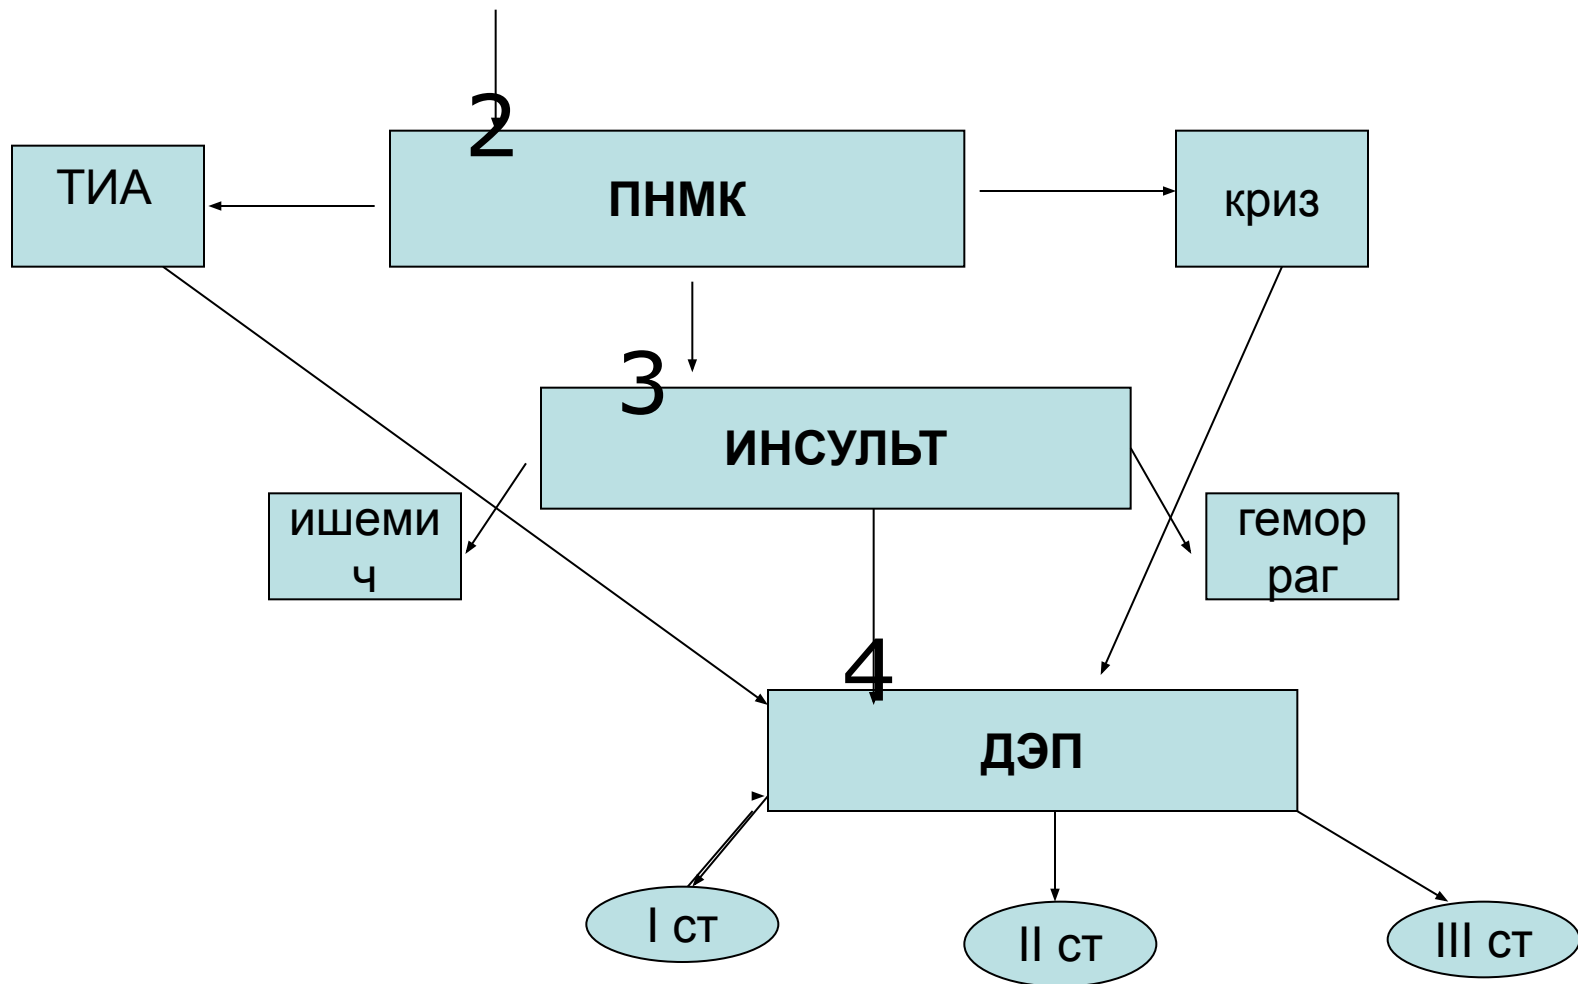 2
ТИА
ПНМК
криз
3
ИНСУЛЬТ
ишеми
ч
гемор
раг
4
ДЭП
I ст
II ст
III ст